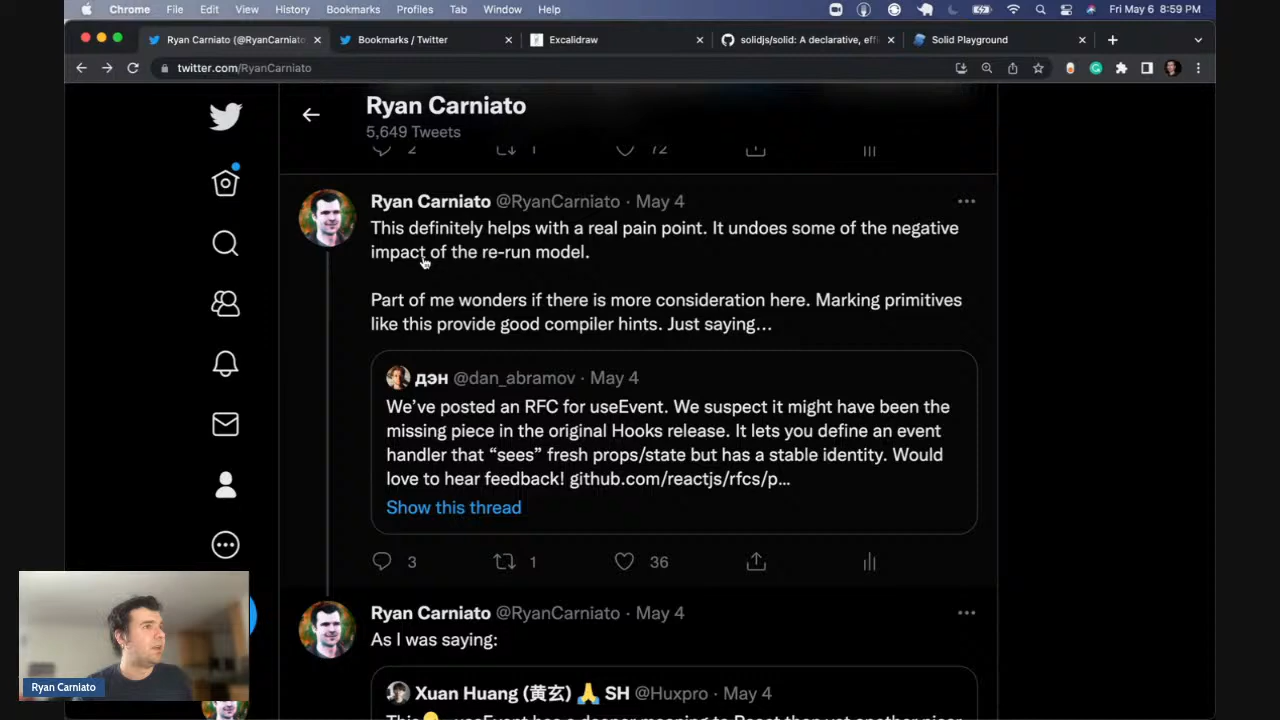 Chrome File Edit View History Bookmarks Profiles Tab Window Help
Fri May 6 8:59 PM
Ryan Carniato (@RyanCarniato
Bookmarks / Twitter
Excalidraw
solidjs/solid: A declarative, effi
Solid Playground
twitter.com/RyanCarniato
Ryan Carniato
5,649 Tweets
2 1 72
Ryan Carniato @RyanCarniato · May 4
This definitely helps with a real pain point. It undoes some of the negative
impact of the re-run model.
Part of me wonders if there is more consideration here. Marking primitives
like this provide good compiler hints. Just saying...
дэн @dan_abramov · May 4
We've posted an RFC for useEvent. We suspect it might have been the
missing piece in the original Hooks release. It lets you define an event
handler that “sees” fresh props/state but has a stable identity. Would
love to hear feedback! github.com/reactjs/rfcs/p...
Show this thread
3 1 36
Ryan Carniato @RyanCarniato · May 4
As I was saying:
Xuan Huang (黄玄) 🙏 SH @Huxpro · May 4
Ryan Carniato